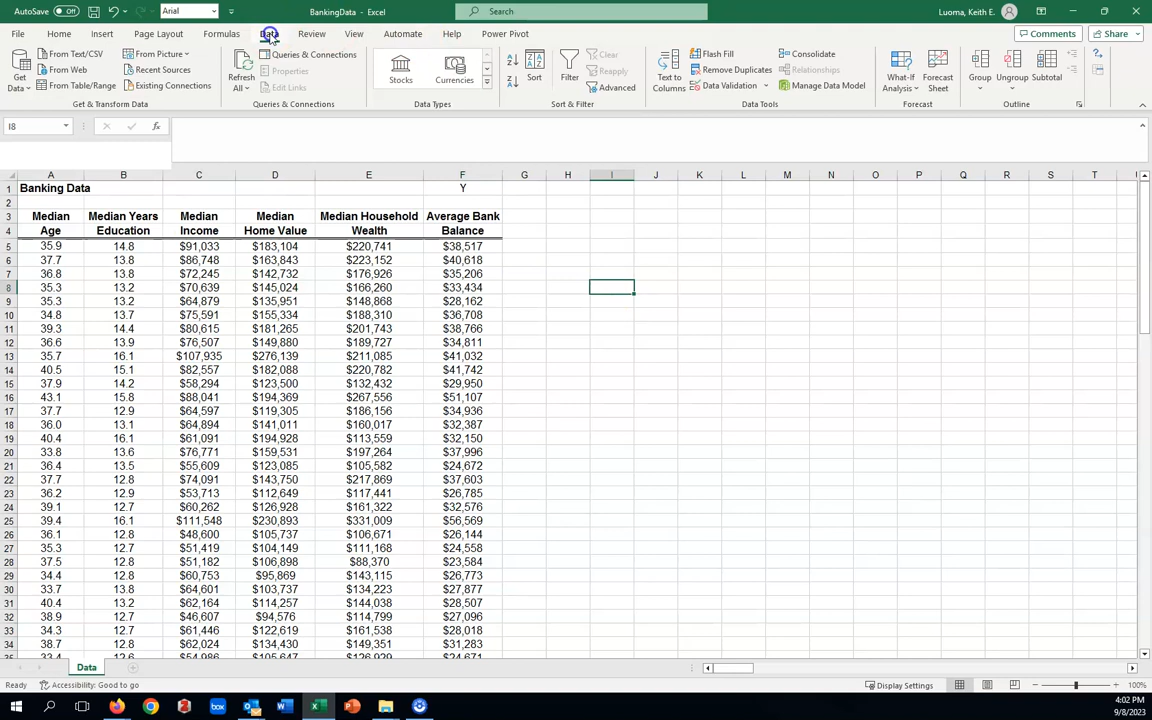 AutoSave Off BankingData - Excel Search Luoma, Keith E.
Arial
File Home Insert Page Layout Formulas Data Review View Automate Help Power Pivot Comments Share
Get Data From Text/CSV From Web From Table/Range From Picture Recent Sources Existing Connections
Refresh All Queries & Connections Properties Edit Links
Stocks Currencies
Sort Filter Clear Reapply Advanced
Text to Columns Flash Fill Remove Duplicates Data Validation Consolidate Relationships Manage Data Model
What-If Analysis Forecast Sheet Group Ungroup Subtotal
Get & Transform Data Queries & Connections Data Types Sort & Filter Data Tools Forecast Outline
I8 fx
A B C D E F G H I J K L M N O P Q R S T
1 Banking Data Y
2
3 Median Median Years Median Median Median Household Average Bank
4 Age Education Income Home Value Wealth Balance
5 35.9 14.8 $91,033 $183,104 $220,741 $38,517
6 37.7 13.8 $86,748 $163,843 $223,152 $40,618
7 36.8 13.8 $72,245 $142,732 $176,926 $35,206
8 35.3 13.2 $70,639 $145,024 $166,260 $33,434
9 35.3 13.2 $64,879 $135,951 $148,868 $28,162
10 34.8 13.7 $75,591 $155,334 $188,310 $36,708
11 39.3 14.4 $80,615 $181,265 $201,743 $38,766
12 36.6 13.9 $76,507 $149,880 $189,727 $34,811
13 35.7 16.1 $107,935 $276,139 $211,085 $41,032
14 40.5 15.1 $82,557 $182,088 $220,782 $41,742
15 37.9 14.2 $58,294 $123,500 $132,432 $29,950
16 43.1 15.8 $88,041 $194,369 $267,556 $51,107
17 37.7 12.9 $64,597 $119,305 $186,156 $34,936
18 36.0 13.1 $64,894 $141,011 $160,017 $32,387
19 40.4 16.1 $61,091 $194,928 $113,559 $32,150
20 33.8 13.6 $76,771 $159,531 $197,264 $37,996
21 36.4 13.5 $55,609 $123,085 $105,582 $24,672
22 37.7 12.8 $74,091 $143,750 $217,869 $37,603
23 36.2 12.9 $53,713 $112,649 $117,441 $26,785
24 39.1 12.7 $60,262 $126,928 $161,322 $32,576
25 39.4 16.1 $111,548 $230,893 $331,009 $56,569
26 36.1 12.8 $48,600 $105,737 $106,671 $26,144
27 35.3 12.7 $51,419 $104,149 $111,168 $24,558
28 37.5 12.8 $51,182 $106,898 $88,370 $23,584
29 34.4 12.8 $60,753 $95,869 $143,115 $26,773
30 33.7 13.8 $64,601 $103,737 $134,223 $27,877
31 40.4 13.2 $62,164 $114,257 $144,038 $28,507
32 38.9 12.7 $46,607 $94,576 $114,799 $27,096
33 34.3 12.7 $61,446 $122,619 $161,538 $28,018
34 38.7 12.8 $62,024 $134,430 $149,351 $31,283
35 33.4 12.6 $54,986 $105,647 $126,929 $24,671
Data
Ready Accessibility: Good to go Display Settings 100%
4:02 PM
9/8/2023